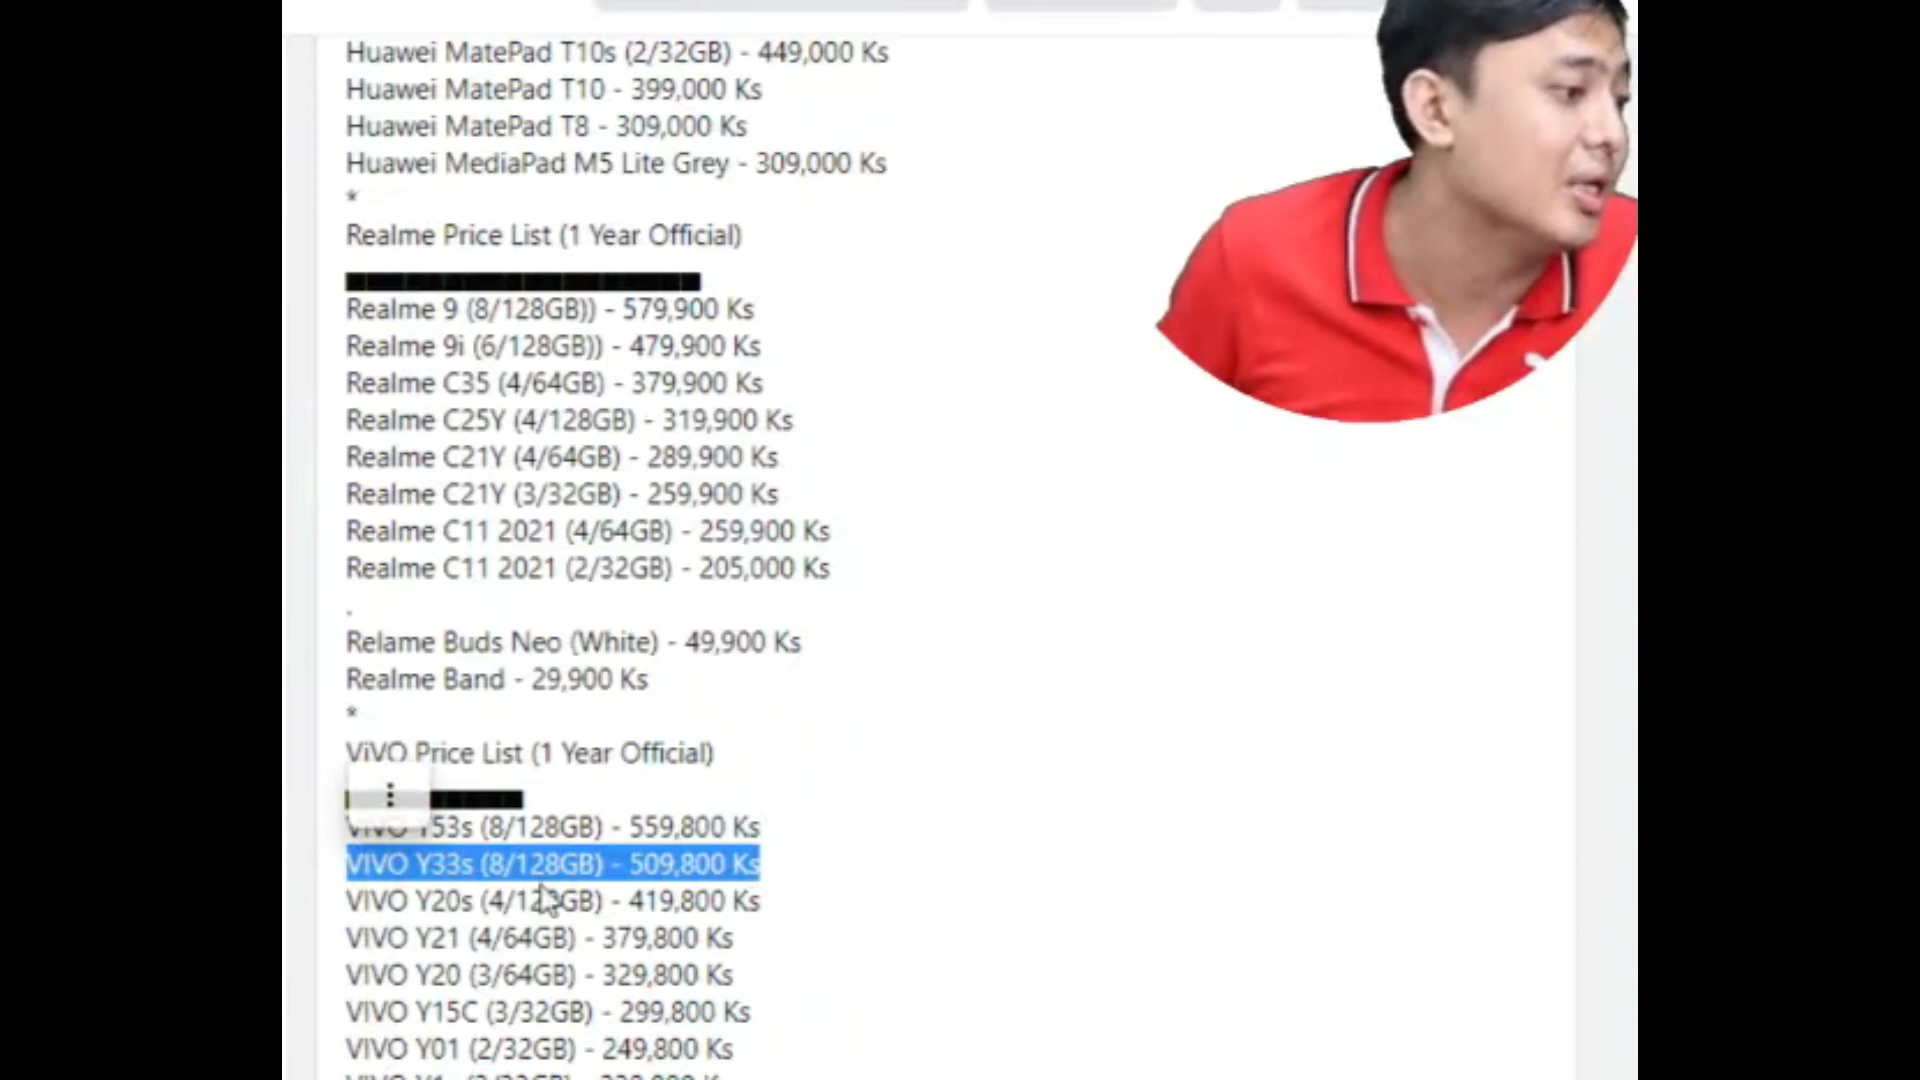 Huawei MatePad T10s (2/32GB) - 449,000 Ks
Huawei MatePad T10 - 399,000 Ks
Huawei MatePad T8 - 309,000 Ks
Huawei MediaPad M5 Lite Grey - 309,000 Ks
*
Realme Price List (1 Year Official)
Realme 9 (8/128GB)) - 579,900 Ks
Realme 9i (6/128GB)) - 479,900 Ks
Realme C35 (4/64GB) - 379,900 Ks
Realme C25Y (4/128GB) - 319,900 Ks
Realme C21Y (4/64GB) - 289,900 Ks
Realme C21Y (3/32GB) - 259,900 Ks
Realme C11 2021 (4/64GB) - 259,900 Ks
Realme C11 2021 (2/32GB) - 205,000 Ks
.
Relame Buds Neo (White) - 49,900 Ks
Realme Band - 29,900 Ks
*
ViVO Price List (1 Year Official)
VIVO Y53s (8/128GB) - 559,800 Ks
VIVO Y33s (8/128GB) - 509,800 Ks
VIVO Y20s (4/128GB) - 419,800 Ks
VIVO Y21 (4/64GB) - 379,800 Ks
VIVO Y20 (3/64GB) - 329,800 Ks
VIVO Y15C (3/32GB) - 299,800 Ks
VIVO Y01 (2/32GB) - 249,800 Ks